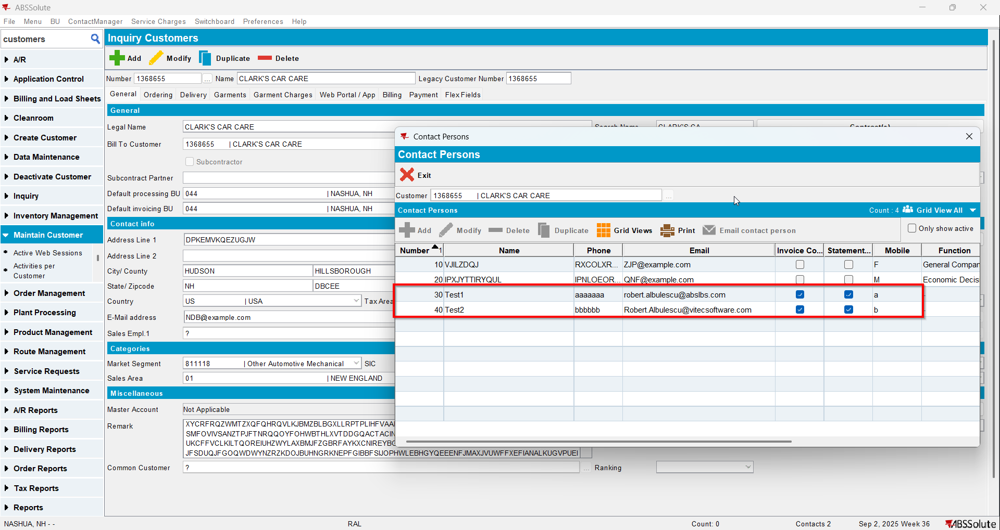 ABSSolute
File Menu BU ContactManager Service Charges Switchboard Preferences Help
customers
Inquiry Customers
Add Modify Duplicate Delete
Number 1368655 ... Name CLARK'S CAR CARE Legacy Customer Number 1368655
General Ordering Delivery Garments Garment Charges Web Portal / App Billing Payment Flex Fields
A/R
Application Control
Billing and Load Sheets
Cleanroom
Create Customer
Data Maintenance
Deactivate Customer
Inquiry
Inventory Management
Maintain Customer
Active Web Sessions
Activities per
Customer
Order Management
Plant Processing
Product Management
Route Management
Service Requests
System Maintenance
A/R Reports
Billing Reports
Delivery Reports
Order Reports
Tax Reports
Reports
General
Legal Name CLARK'S CAR CARE
Bill To Customer 1368655 | CLARK'S CAR CARE
Subcontractor
Subcontract Partner
Default processing BU 044 | NASHUA, NH
Default invoicing BU 044 | NASHUA, NH
Contact info
Address Line 1 DPKEMVKQEZUGJW
Address Line 2
City/ County HUDSON HILLSBOROUGH
State/ Zipcode NH DBCEE
Country US | USA Tax Area
E-Mail address NDB@example.com
Sales Empl.1 ?
Categories
Market Segment 811118 | Other Automotive Mechanical SIC
Sales Area 01 | NEW ENGLAND
Miscellaneous
Master Account Not Applicable
Remark
JFSDUQJFGOQWDWYNZRZKDOJBUHNGRKNEPFGIBBFSIJOPHWLEBHGYQEEENFJMAXJVUWFFXEFIANALKUGVPUEI
Common Customer ? ... Ranking
Contact Persons
Contact Persons
Exit
Customer 1368655 | CLARK'S CAR CARE ...
Contact Persons Count : 4 Grid View All
Add Modify Delete Duplicate Grid Views Print Email contact person Only show active
Number 1 Name Phone Email Invoice Co... Statement... Mobile Function
10 VJILZDQJ RXCOLXR... ZJP@example.com F General Compan
20 IPXJYTTIRYQUL IPNLOEOR... QNF@example.com M Economic Decis
30 Test1 aaaaaaa robert.albulescu@abslbs.com a
40 Test2 bbbbbb Robert.Albulescu@vitecsoftware.com b
NASHUA, NH - - RAL Count: 0 Contacts 2 Sep 2, 2025 Week 36 ABSSolute